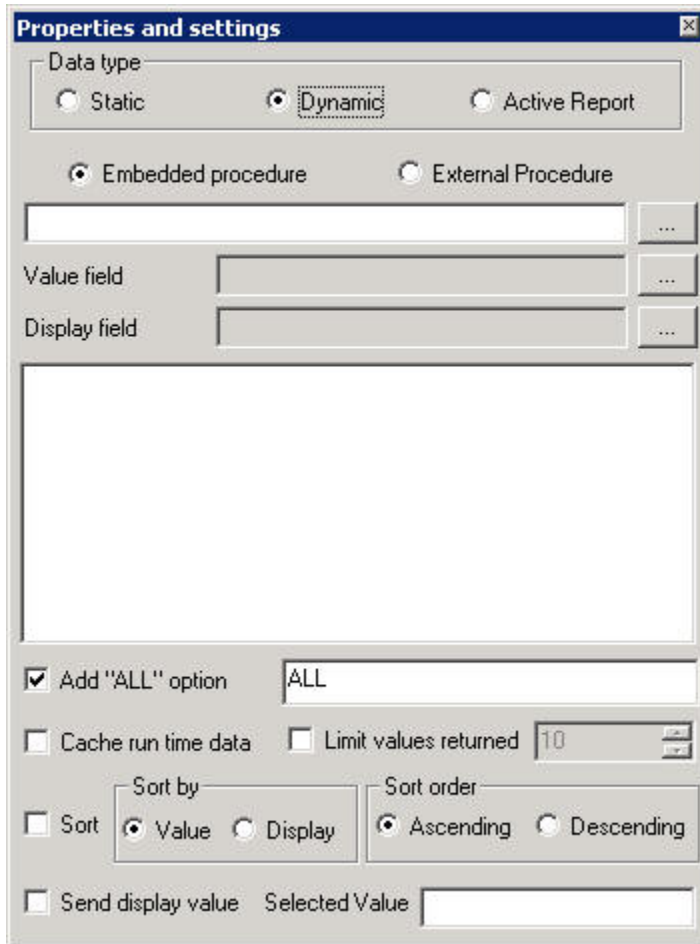 Properties and settings
Data type
Static Dynamic Active Report
Embedded procedure External Procedure
...
Value field ...
Display field ...
Add "ALL" option ALL
Cache run time data Limit values returned 10
Sort by Sort order
Sort Value Display Ascending Descending
Send display value Selected Value